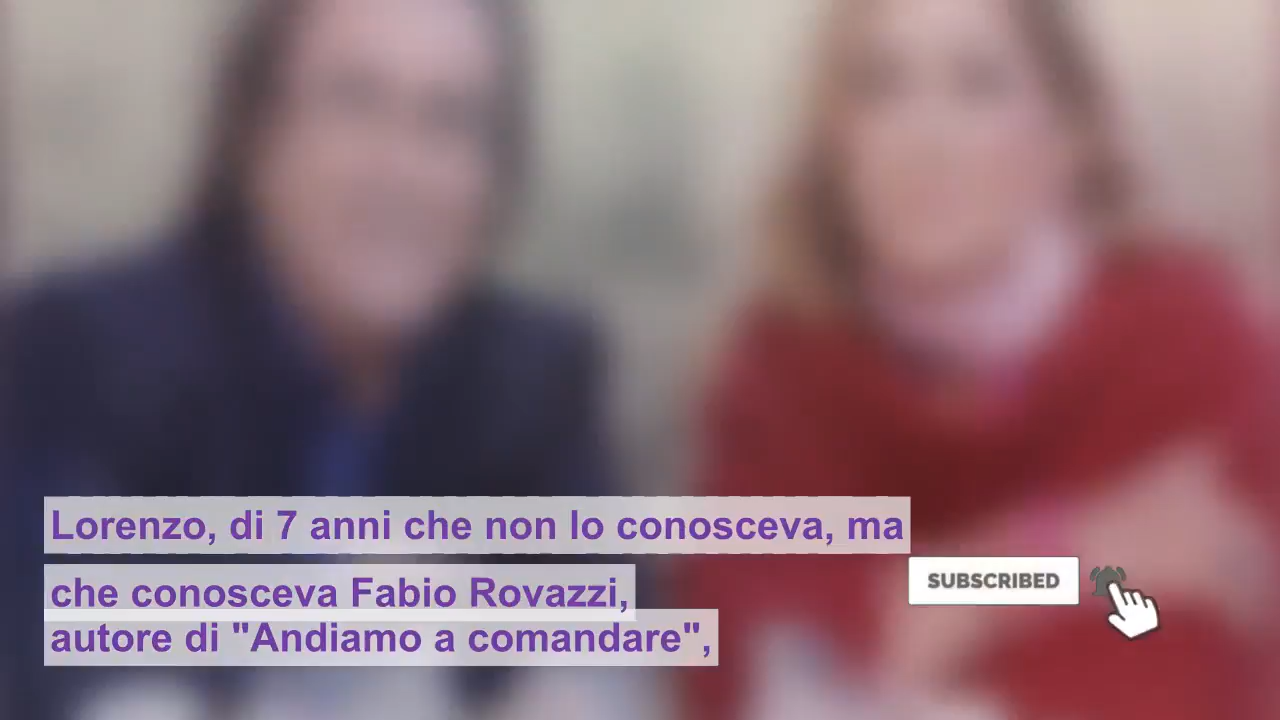 Lorenzo, di 7 anni che non lo conosceva, ma
che conosceva Fabio Rovazzi,
autore di "Andiamo a comandare",
SUBSCRIBED